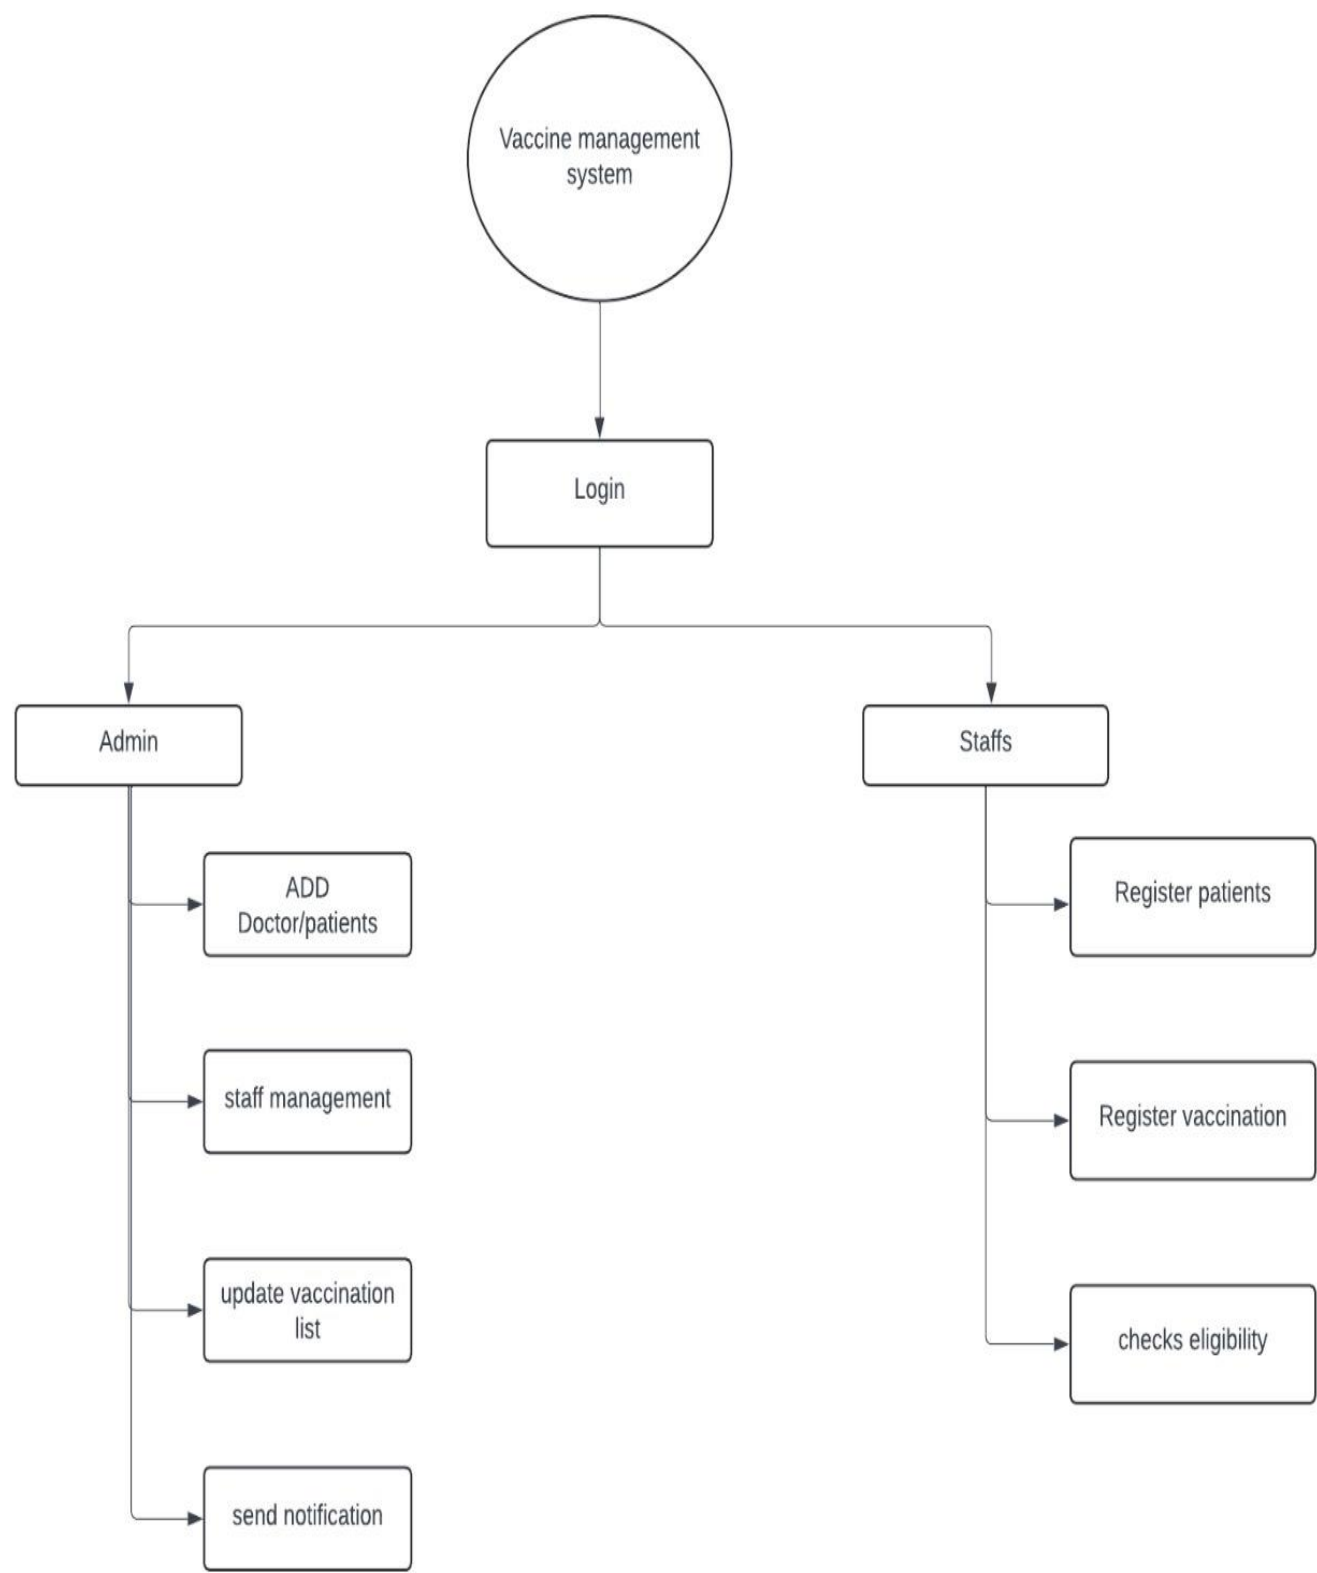 Vaccine management
system
Login
Admin
Staffs
ADD
Doctor/patients
staff management
update vaccination
list
send notification
Register patients
Register vaccination
checks eligibility